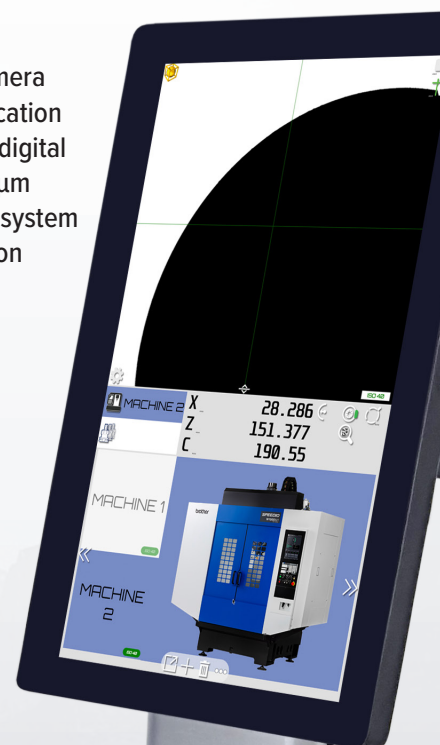 mera
cation
digital
um
system
on
ISO 40
MACHINE 2
X
28.286
Z
151.377
C
190.55
MACHINE 1
ISO 40
brother
SPEEDIO
MACHINE
2
ISO 40